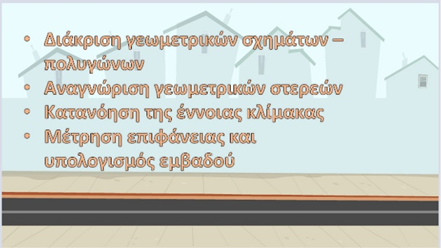 • Διάκριση γεωμετρικών σχημάτων –
πολυγώνων
• Αναγνώριση γεωμετρικών στερεών
• Κατανόηση της έννοιας κλίμακας
• Μέτρηση επιφάνειας και
υπολογισμός εμβαδού